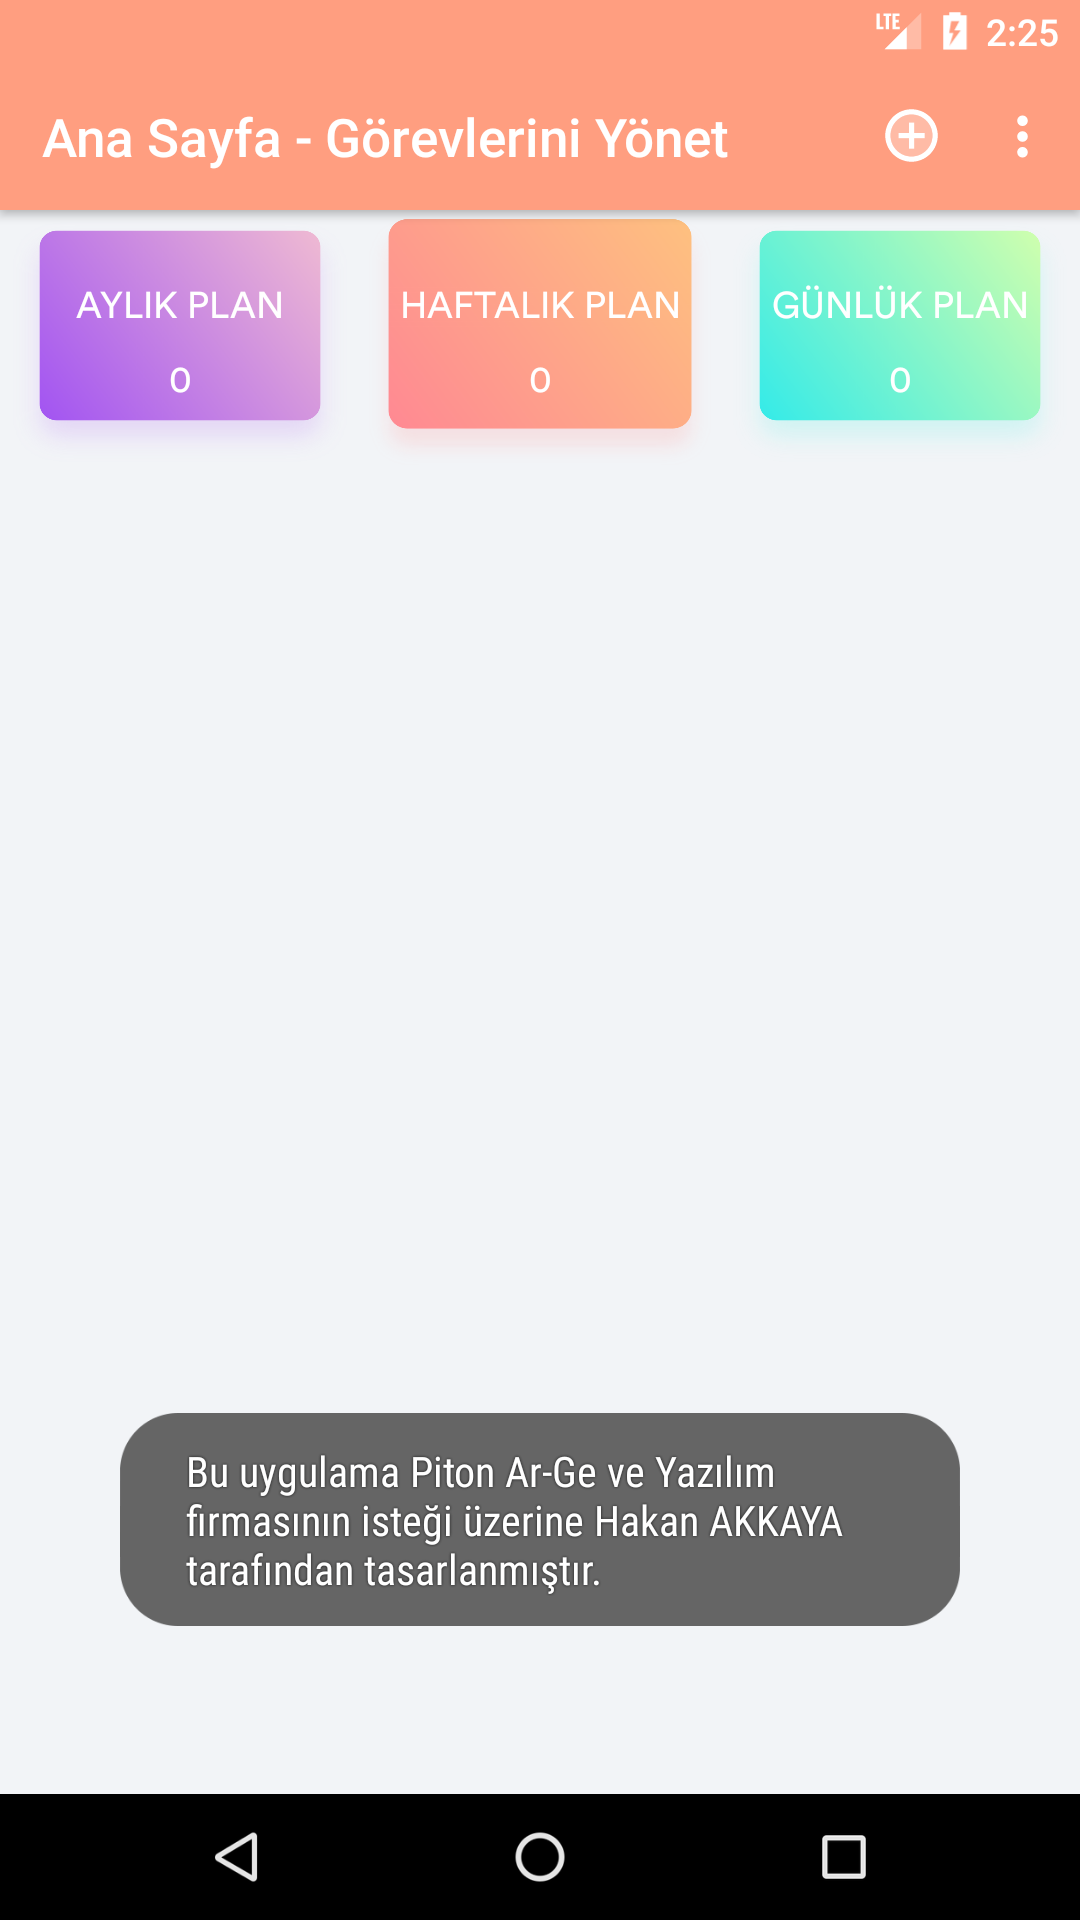 LTE 2:25
Ana Sayfa - Görevlerini Yönet
AYLIK PLAN HAFTALIK PLAN GÜNLÜK PLAN
0 0 0
Bu uygulama Piton Ar-Ge ve Yazılım
firmasının isteği üzerine Hakan AKKAYA
tarafından tasarlanmıştır.